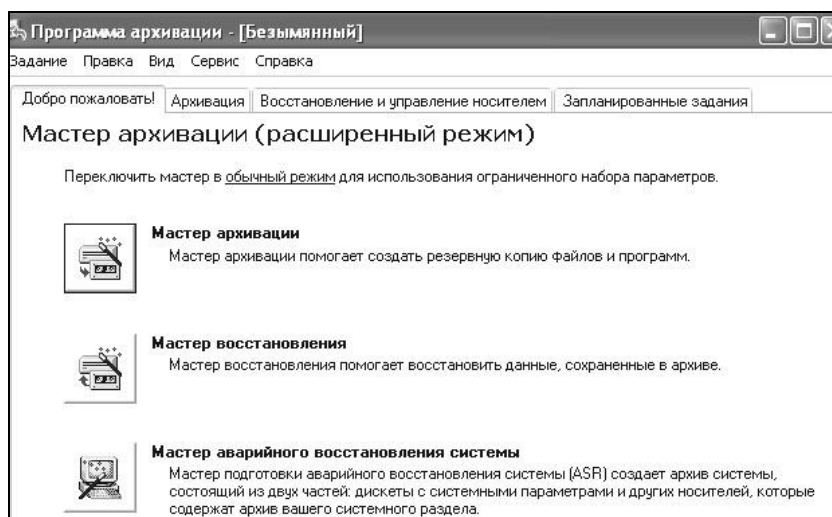 Программа архивации - [Безымянный]
Задание Правка Вид Сервис Справка
Добро пожаловать! Архивация Восстановление и управление носителем Запланированные задания
Мастер архивации (расширенный режим)
Переключить мастер в обычный режим для использования ограниченного набора параметров.
Мастер архивации
Мастер архивации помогает создать резервную копию файлов и программ.
Мастер восстановления
Мастер восстановления помогает восстановить данные, сохраненные в архиве.
Мастер аварийного восстановления системы
Мастер подготовки аварийного восстановления системы (ASR) создает архив системы,
состоящий из двух частей: дискеты с системными параметрами и других носителей, которые
содержат архив вашего системного раздела.